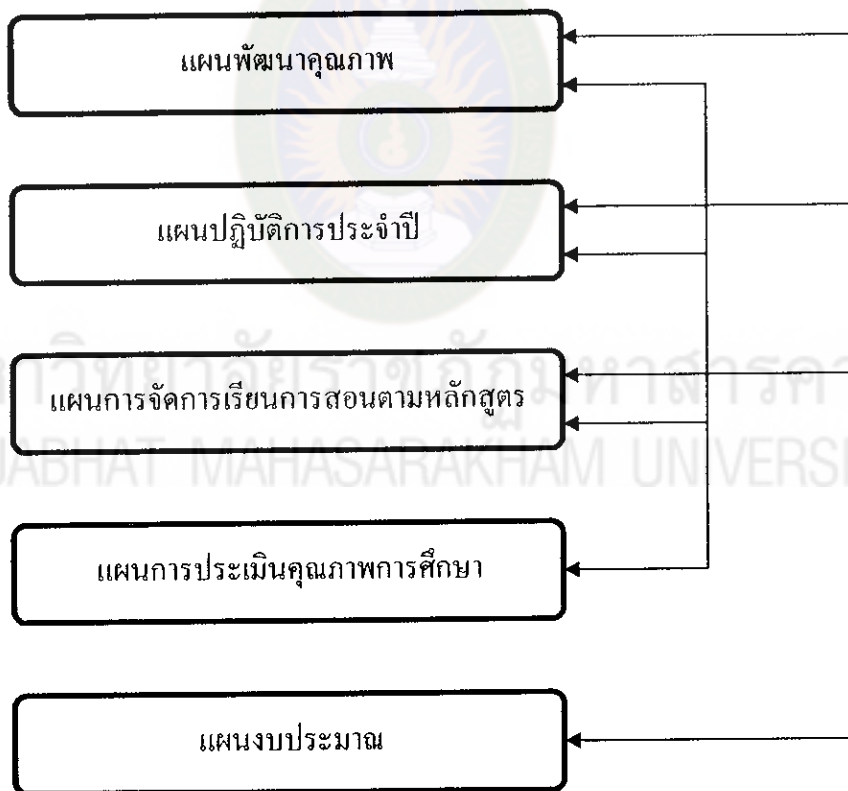 แผนพัฒนาคุณภาพ
แผนปฏิบัติการประจำปี
แผนการจัดการเรียนการสอนตามหลักสูตร
แผนการประเมินคุณภาพการศึกษา
แผนงบประมาณ